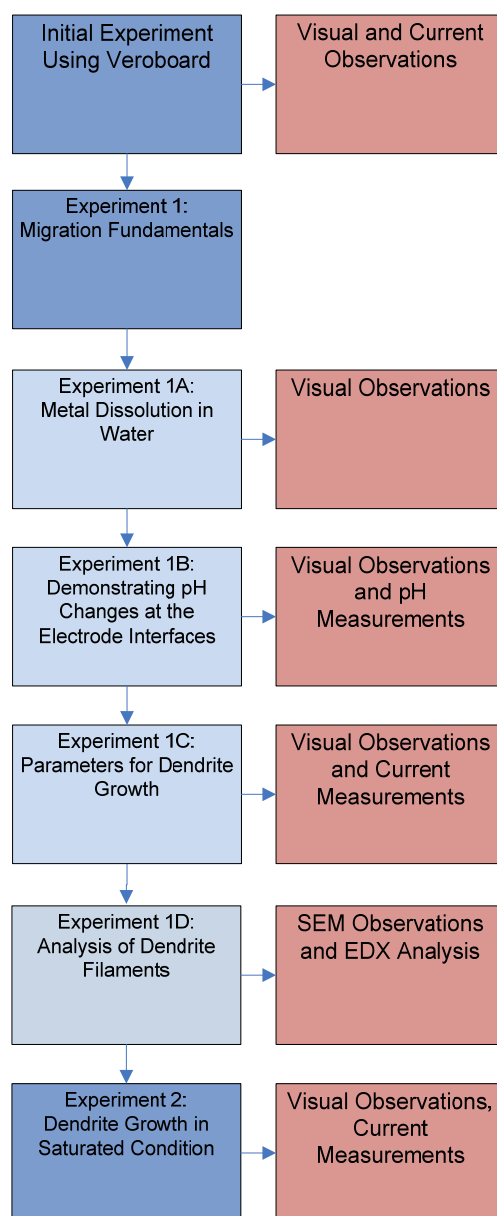 Initial Experiment
Using Veroboard
Visual and Current
Observations
Experiment 1:
Migration Fundamentals
Experiment 1A:
Metal Dissolution in
Water
Visual Observations
Experiment 1B:
Demonstrating pH
Changes at the
Electrode Interfaces
Visual Observations
and pH
Measurements
Experiment 1C:
Parameters for Dendrite
Growth
Visual Observations
and Current
Measurements
Experiment 1D:
Analysis of Dendrite
Filaments
SEM Observations
and EDX Analysis
Experiment 2:
Dendrite Growth in
Saturated Condition
Visual Observations,
Current
Measurements